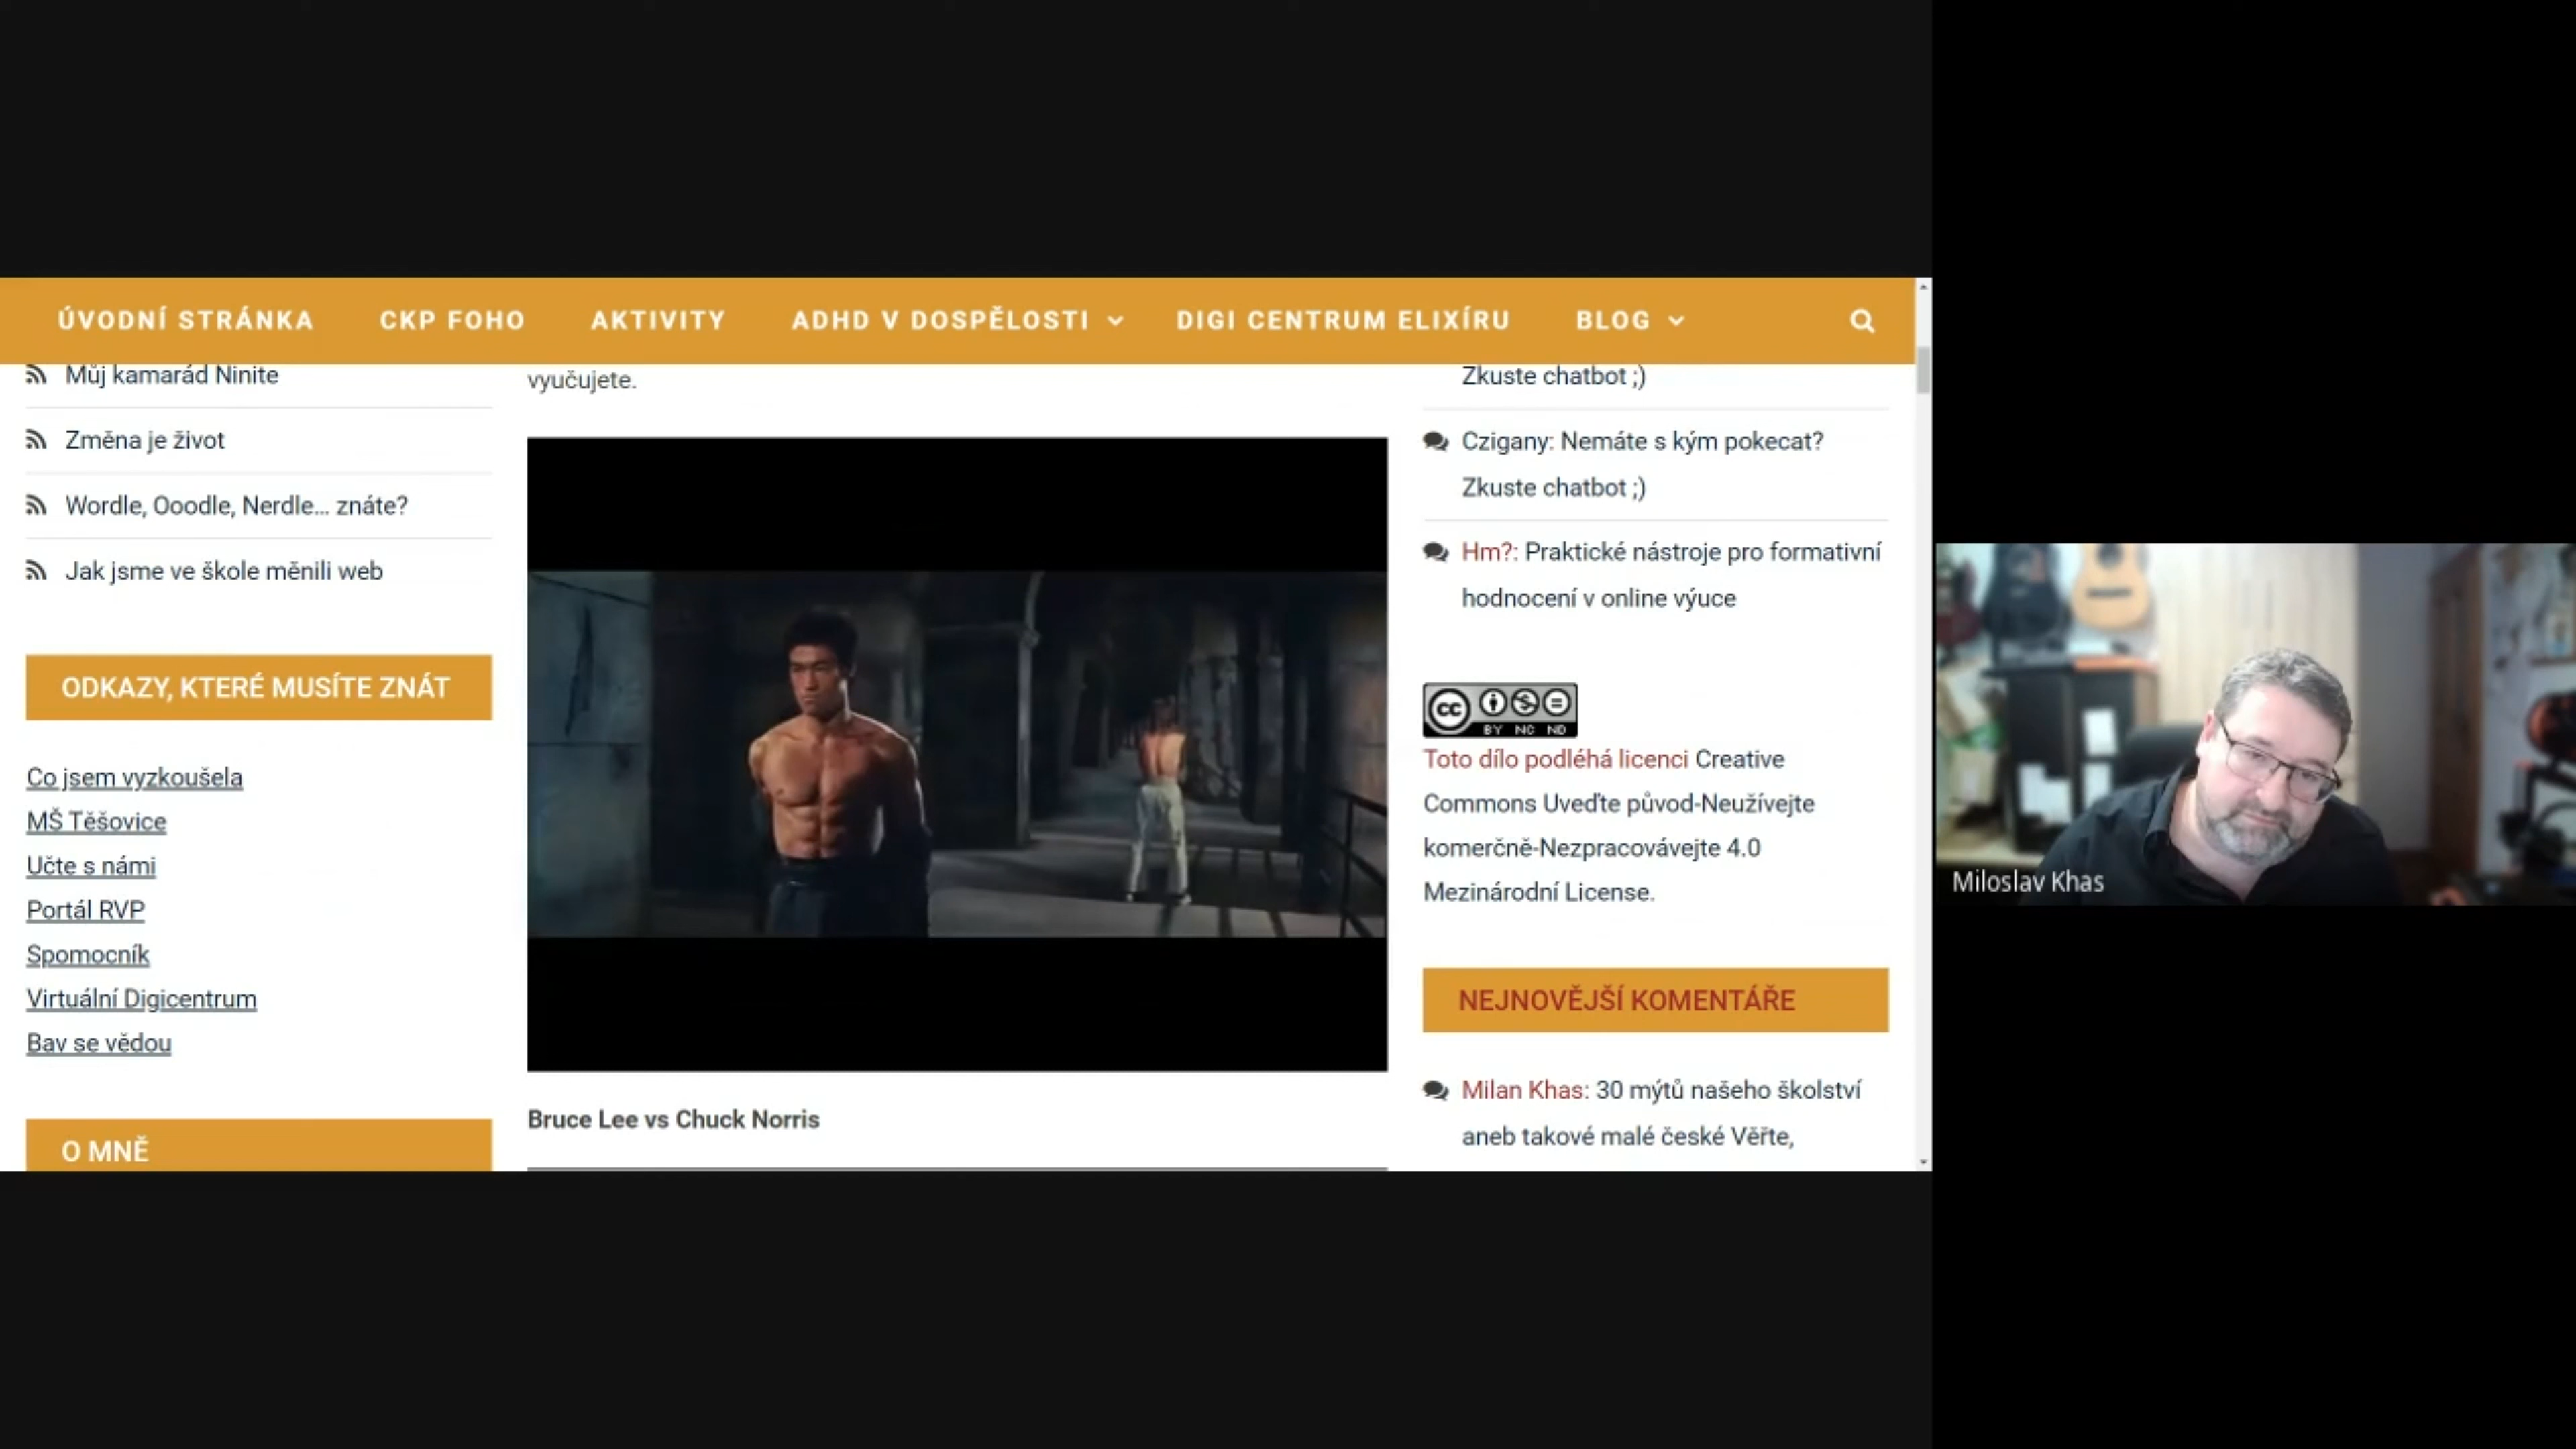 ÚVODNÍ STRÁNKA CKP FOHO AKTIVITY ADHD V DOSPĚLOSTI DIGI CENTRUM ELIXÍRU BLOG
Můj kamarád Ninite
Změna je život
Wordle, Ooodle, Nerdle... znáte?
Jak jsme ve škole měnili web
ODKAZY, KTERÉ MUSÍTE ZNÁT
Co jsem vyzkoušela
MŠ Těšovice
Učte s námi
Portál RVP
Spomocník
Virtuální Digicentrum
Bav se vědou
O MNĚ
vyučujete.
Bruce Lee vs Chuck Norris
Zkuste chatbot ;)
Czigany: Nemáte s kým pokecat?
Zkuste chatbot ;)
Hm?: Praktické nástroje pro formativní
hodnocení v online výuce
cc
BY NC ND
Toto dílo podléhá licenci Creative
Commons Uveďte původ-Neužívejte
komerčně-Nezpracovávejte 4.0
Mezinárodní License.
NEJNOVĚJŠÍ KOMENTÁŘE
Milan Khas: 30 mýtů našeho školství
aneb takové malé české Věřte,
Miloslav Khas